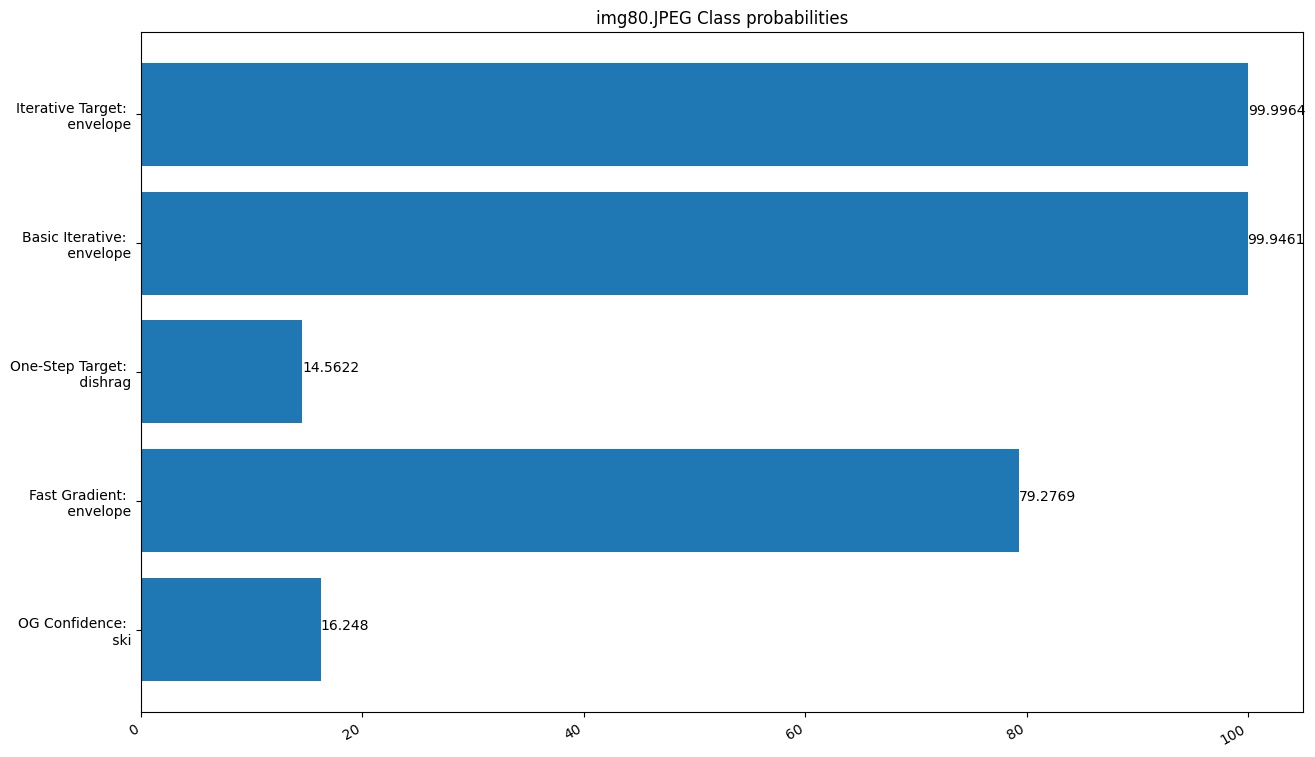 img80.JPEG Class probabilities
Iterative Target:
envelope
99.9964
Basic Iterative:
envelope
99.9461
One-Step Target:
dishrag
14.5622
Fast Gradient:
envelope
79.2769
OG Confidence:
ski
16.248
0
20
40
60
80
100